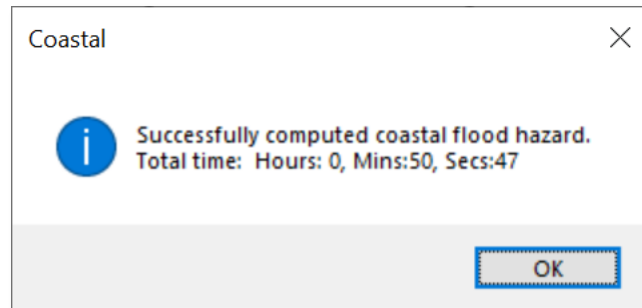 Coastal
Successfully computed coastal flood hazard.
Total time:  Hours: 0, Mins:50, Secs:47
OK